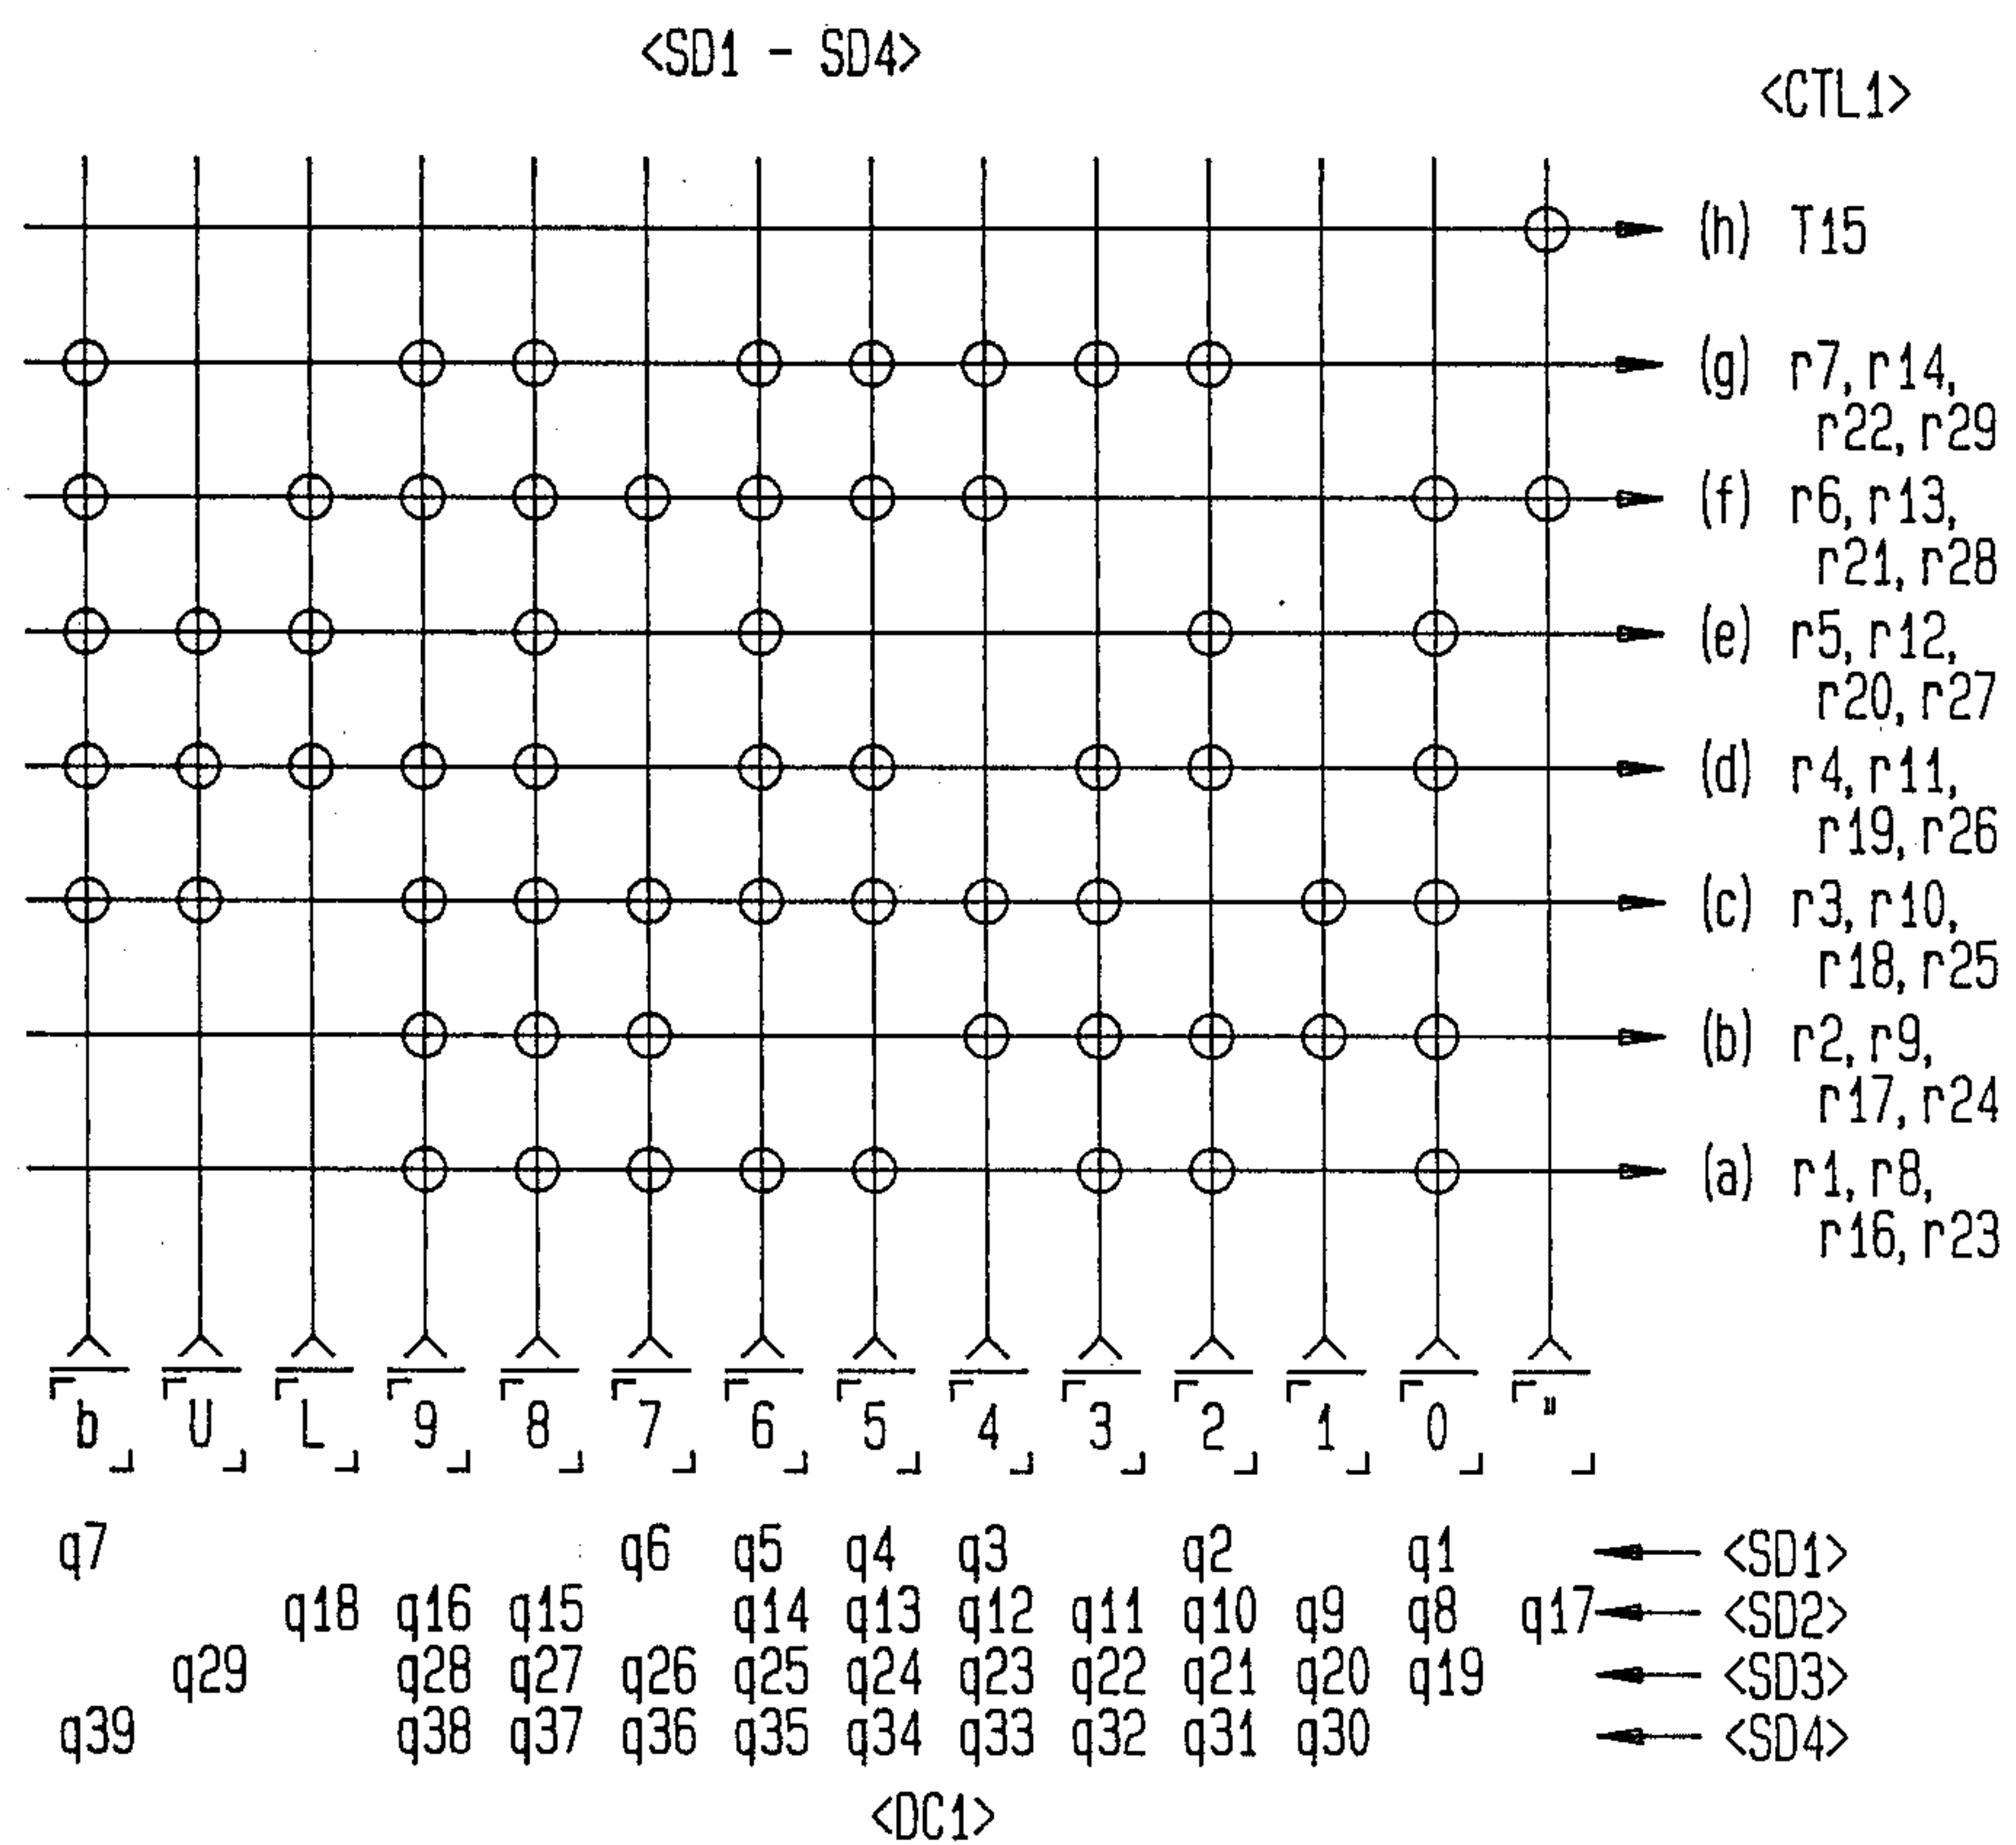 <SD1 - SD4>
<CTL1>
(h) T15
(g) r7, r14,
r22, r29
(f) r6, r13,
r21, r28
(e) r5, r12,
r20, r27
(d) r4, r11,
r19, r26
(c) r3, r10,
r18, r25
(b) r2, r9,
r17, r24
(a) r1, r8,
r16, r23
「b」 「U」 「L」 「9」 「8」 「7」 「6」 「5」 「4」 「3」 「2」 「1」 「0」 「"」
q7 q6 q5 q4 q3 q2 q1 <SD1>
q18 q16 q15 q14 q13 q12 q11 q10 q9 q8 q17 <SD2>
q29 q28 q27 q26 q25 q24 q23 q22 q21 q20 q19 <SD3>
q39 q38 q37 q36 q35 q34 q33 q32 q31 q30 <SD4>
<DC1>